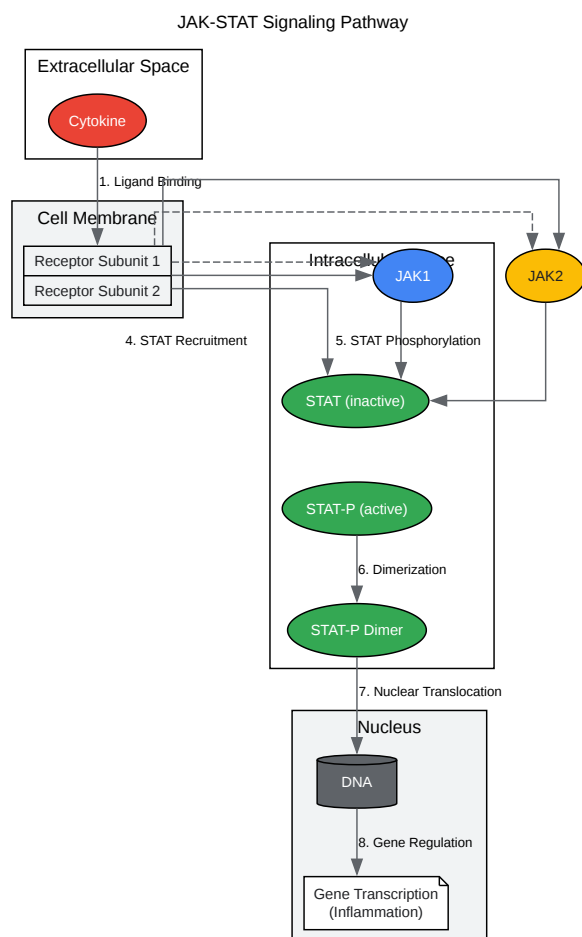 JAK-STAT Signaling Pathway
Extracellular Space
Cytokine
1. Ligand Binding
Cell Membrane
Receptor Subunit 1
Receptor Subunit 2
JAK1
JAK2
4. STAT Recruitment
5. STAT Phosphorylation
STAT (inactive)
STAT-P (active)
6. Dimerization
STAT-P Dimer
7. Nuclear Translocation
Nucleus
DNA
8. Gene Regulation
Gene Transcription
(Inflammation)